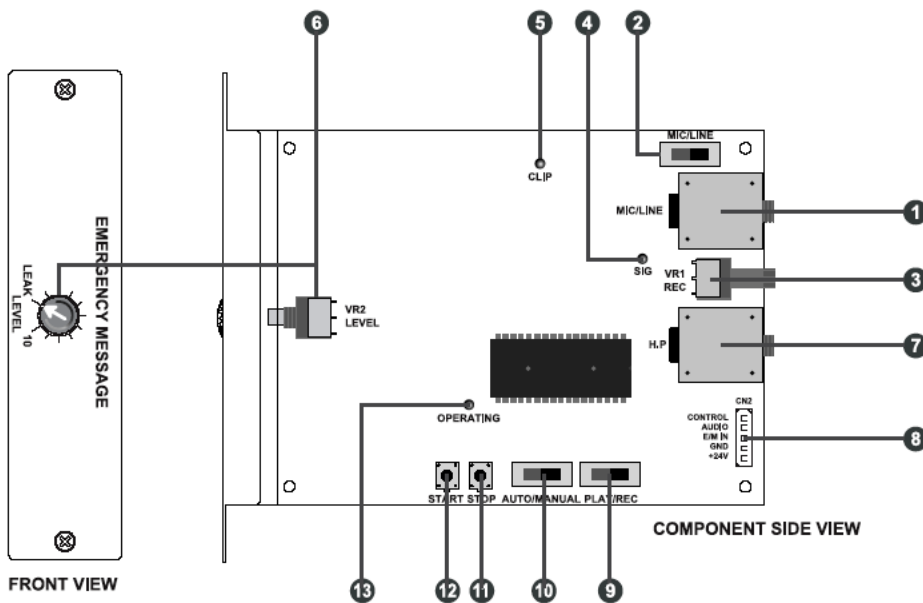 6
5
4
2
MIC/LINE
CLIP
MIC/LINE
1
SIG
VR1
REC
3
EMERGENCY MESSAGE
LEAK
LEVEL 10
VR2
LEVEL
H.P
7
OPERATING
CN2
CONTROL
AUDIO
E/M IN
GND
+24V
8
START STOP AUTO/MANUAL PLAY/REC
COMPONENT SIDE VIEW
FRONT VIEW
13
12
11
10
9